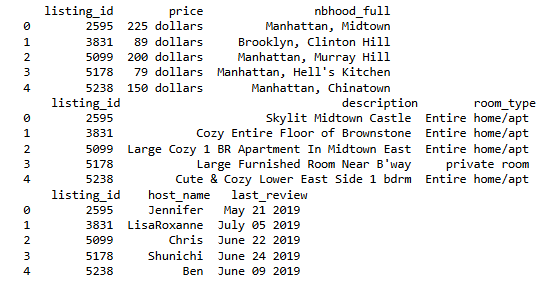 listing_id price nbhood_full
0 2595 225 dollars Manhattan, Midtown
1 3831 89 dollars Brooklyn, Clinton Hill
2 5099 200 dollars Manhattan, Murray Hill
3 5178 79 dollars Manhattan, Hell's Kitchen
4 5238 150 dollars Manhattan, Chinatown
listing_id description room_type
0 2595 Skylit Midtown Castle Entire home/apt
1 3831 Cozy Entire Floor of Brownstone Entire home/apt
2 5099 Large Cozy 1 BR Apartment In Midtown East Entire home/apt
3 5178 Large Furnished Room Near B'way private room
4 5238 Cute & Cozy Lower East Side 1 bdrm Entire home/apt
listing_id host_name last_review
0 2595 Jennifer May 21 2019
1 3831 LisaRoxanne July 05 2019
2 5099 Chris June 22 2019
3 5178 Shunichi June 24 2019
4 5238 Ben June 09 2019